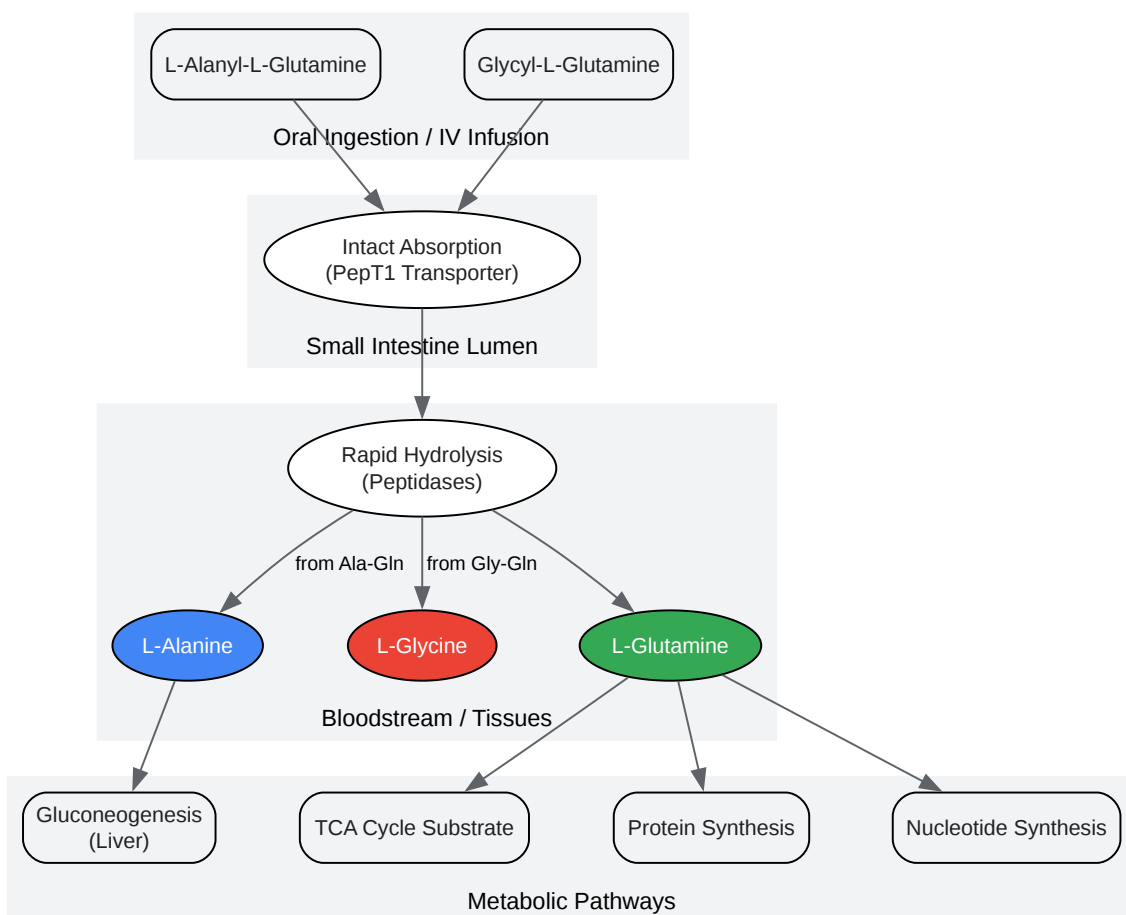 L-Alanyl-L-Glutamine
Glycyl-L-Glutamine
Oral Ingestion / IV Infusion
Intact Absorption
(PepT1 Transporter)
Small Intestine Lumen
Rapid Hydrolysis
(Peptidases)
from Ala-Gln
from Gly-Gln
L-Alanine
L-Glycine
L-Glutamine
Bloodstream / Tissues
Gluconeogenesis
(Liver)
TCA Cycle Substrate
Protein Synthesis
Nucleotide Synthesis
Metabolic Pathways